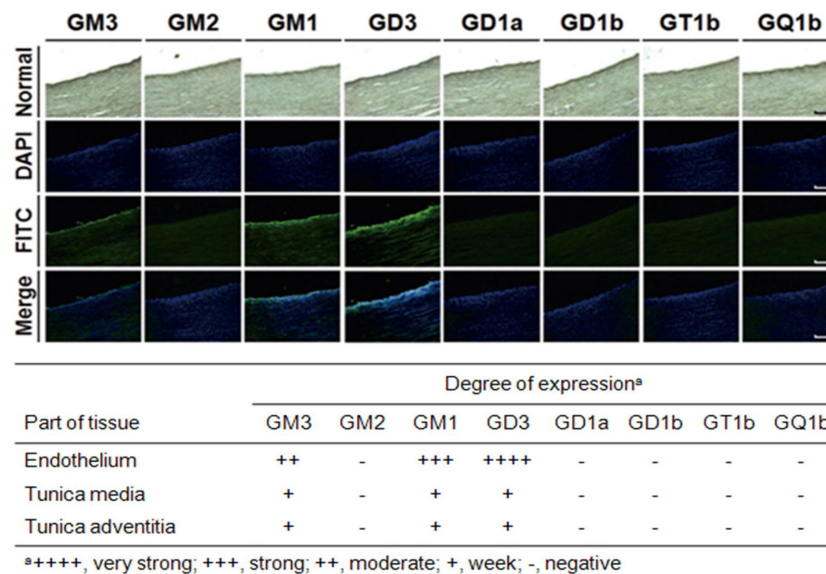 GM3 GM2 GM1 GD3 GD1a GD1b GT1b GQ1b
Normal
DAPI
FITC
Merge
Degree of expressionᵃ
Part of tissue GM3 GM2 GM1 GD3 GD1a GD1b GT1b GQ1b
Endothelium ++ - +++ ++++ - - - -
Tunica media + - + + - - - -
Tunica adventitia + - + + - - - -
ᵃ++++, very strong; +++, strong; ++, moderate; +, week; -, negative